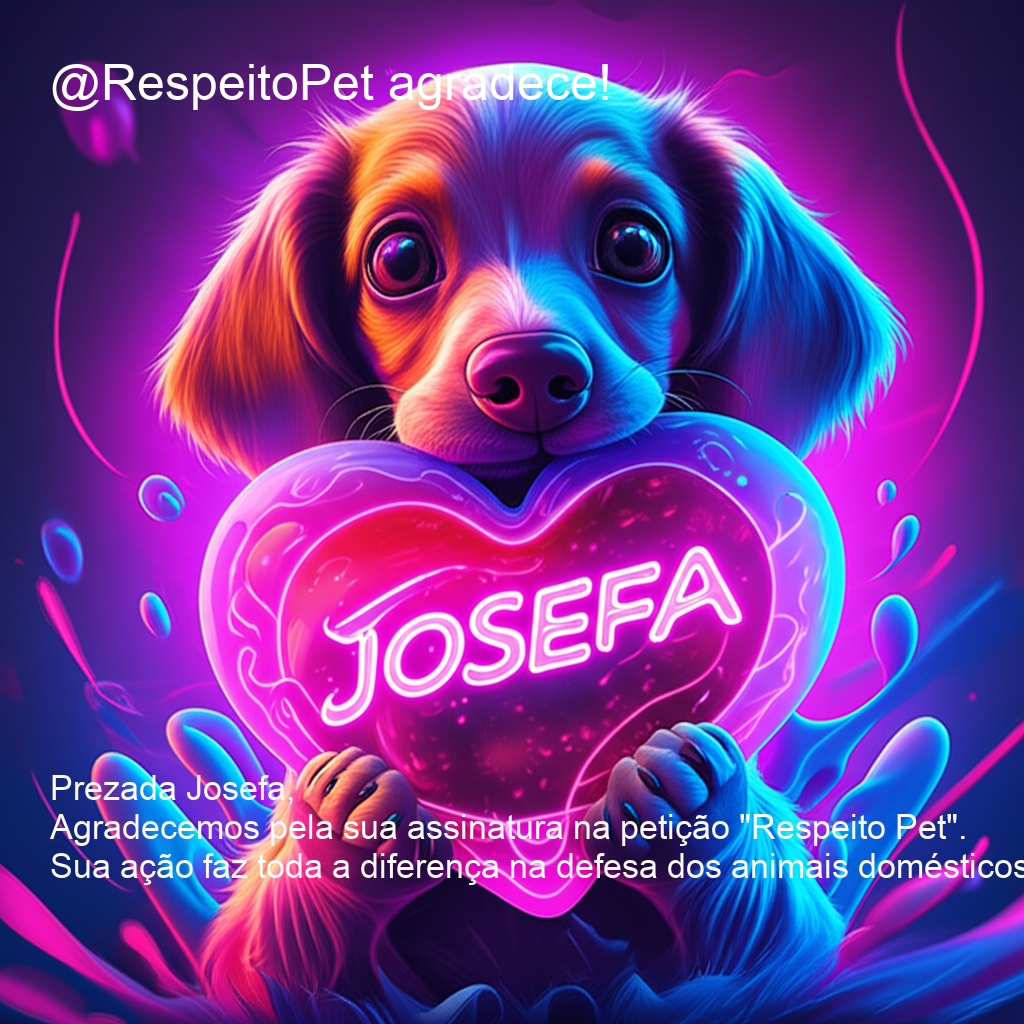 @RespeitoPet agradece!
JOSEFA
Prezada Josefa,
Agradecemos pela sua assinatura na petição "Respeito Pet".
Sua ação faz toda a diferença na defesa dos animais domésticos